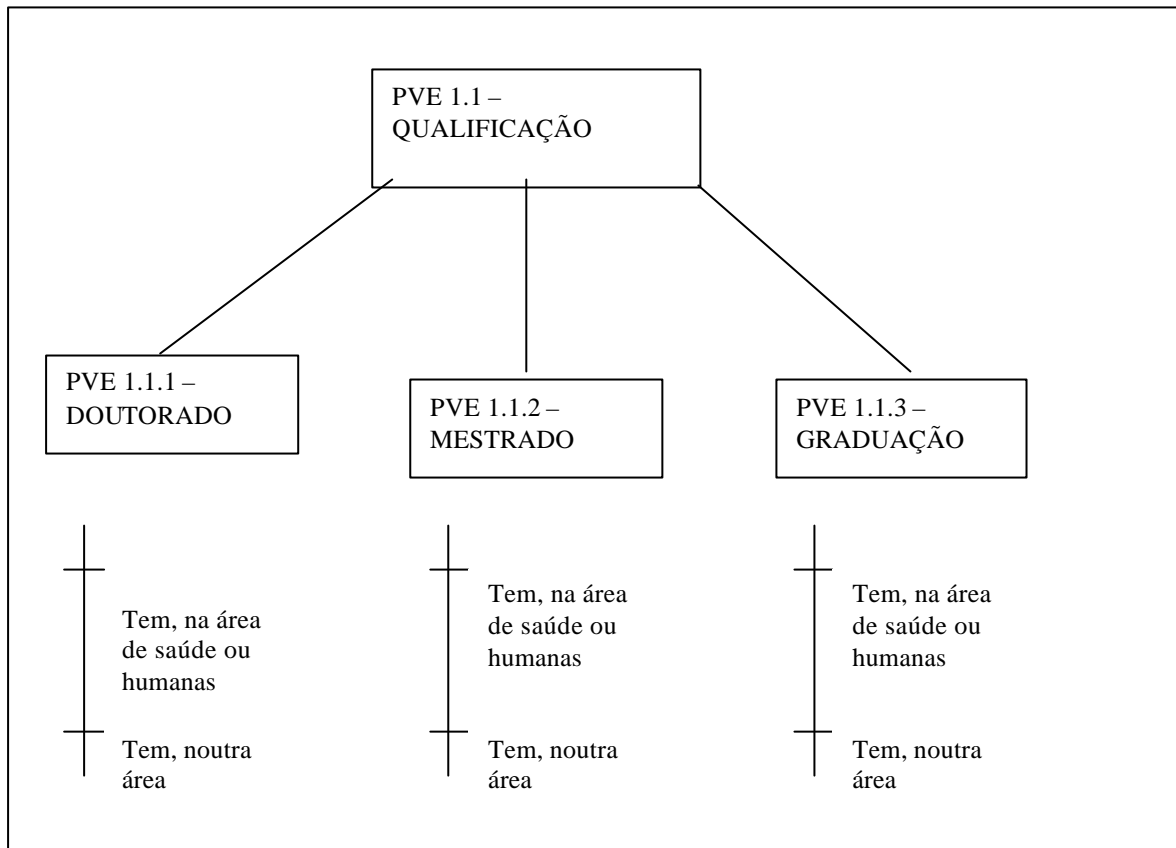 PVE 1.1 –
QUALIFICAÇÃO
PVE 1.1.1 –
DOUTORADO
PVE 1.1.2 –
MESTRADO
PVE 1.1.3 –
GRADUAÇÃO
Tem, na área
de saúde ou
humanas
Tem, noutra
área
Tem, na área
de saúde ou
humanas
Tem, noutra
área
Tem, na área
de saúde ou
humanas
Tem, noutra
área